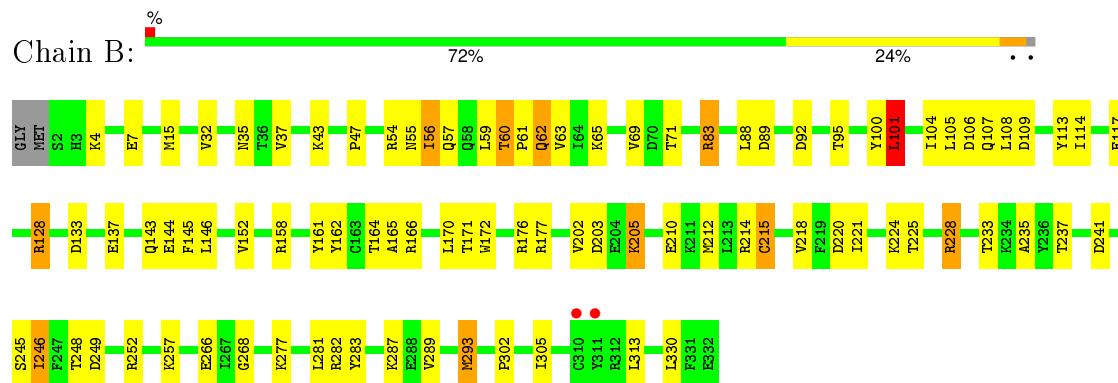 %
Chain B:
72% 24% • •
GLY MET S2 H3 K4 E7 M15 V32 N35 T36 V37 K43 P47 R54 N55 I56 Q57 Q58 L59 T60 P61 Q62 V63 I64 K65 V69 D70 T71 R83 L88 D89 D92 T95 Y100 L101 I104 L105 D106 Q107 L108 D109 Y113 I114
R128 D133 E137 Q143 E144 F145 L146 V152 R158 Y161 Y162 C163 T164 A165 R166 L170 T171 W172 R176 R177 V202 D203 E204 K205 E210 K211 M212 L213 R214 C215 V218 F219 D220 I221 K224 T225 R228 T233 K234 A235 Y236 T237 D241
S245 I246 F247 T248 D249 R252 K257 E266 I267 G268 K277 L281 R282 Y283 K287 E288 V289 M293 P302 I305 C310 Y311 R312 L313 L330 F331 E332